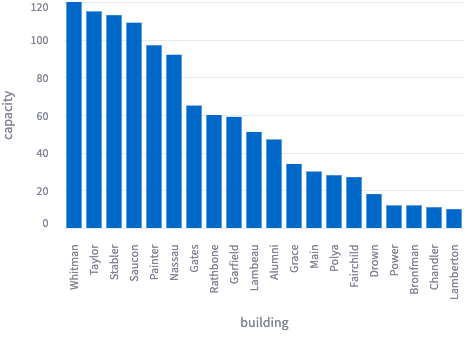 120
100
80
60
40
20
0
capacity
Whitman
Taylor
Stabler
Saucon
Painter
Nassau
Gates
Rathbone
Garfield
Lambeau
Alumni
Grace
Main
Polya
Fairchild
Drown
Power
Bronfman
Chandler
Lamberton
building